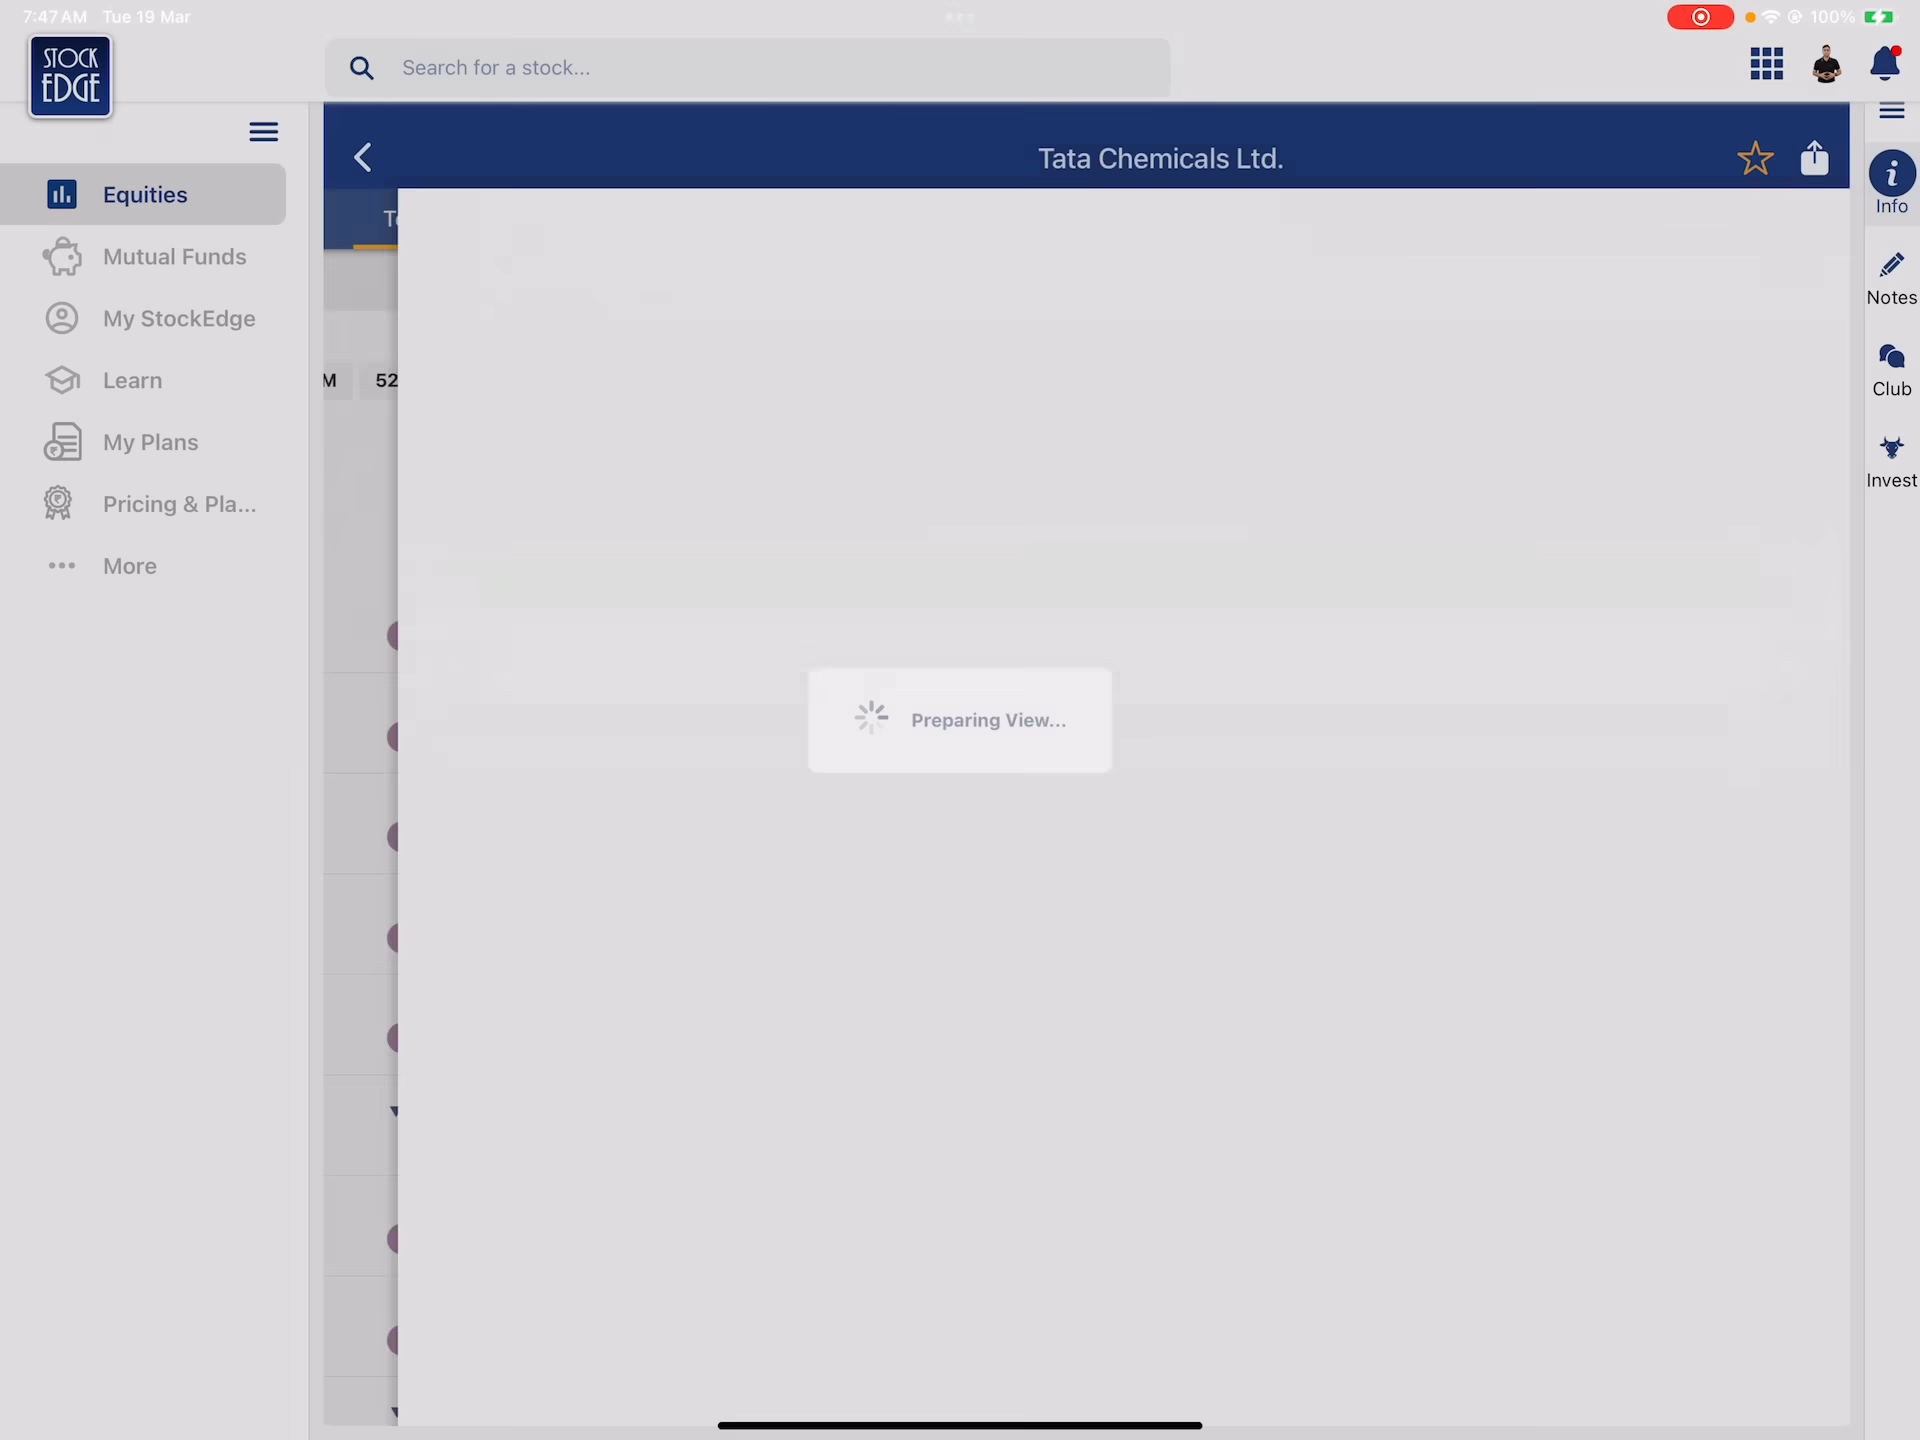 7:47 AM Tue 19 Mar
100%
STOCK
EDGE
Search for a stock...
Tata Chemicals Ltd.
Equities
Mutual Funds
My StockEdge
Learn
My Plans
Pricing & Pla...
More
M
52
Preparing View...
Info
Notes
Club
Invest